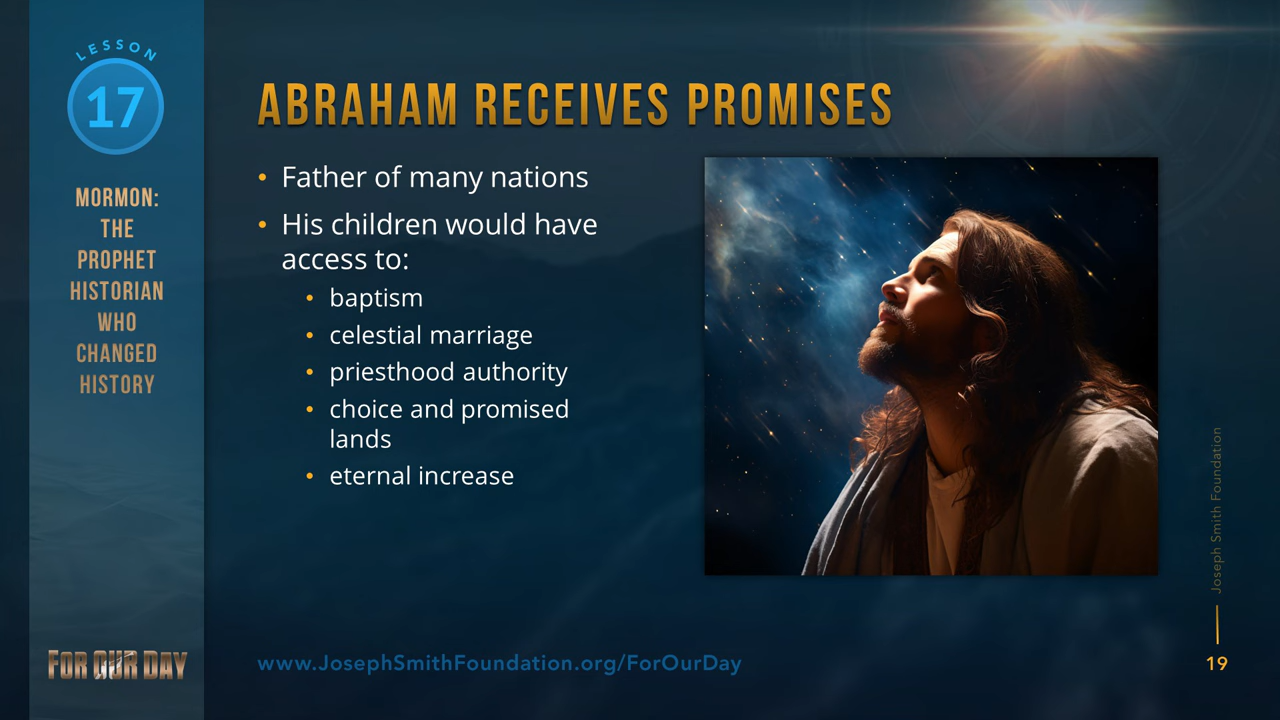 LESSON
17
MORMON:
THE
PROPHET
HISTORIAN
WHO
CHANGED
HISTORY
FOR OUR DAY
ABRAHAM RECEIVES PROMISES
• Father of many nations
• His children would have
access to:
• baptism
• celestial marriage
• priesthood authority
• choice and promised
lands
• eternal increase
www.JosephSmithFoundation.org/ForOurDay
Joseph Smith Foundation
19